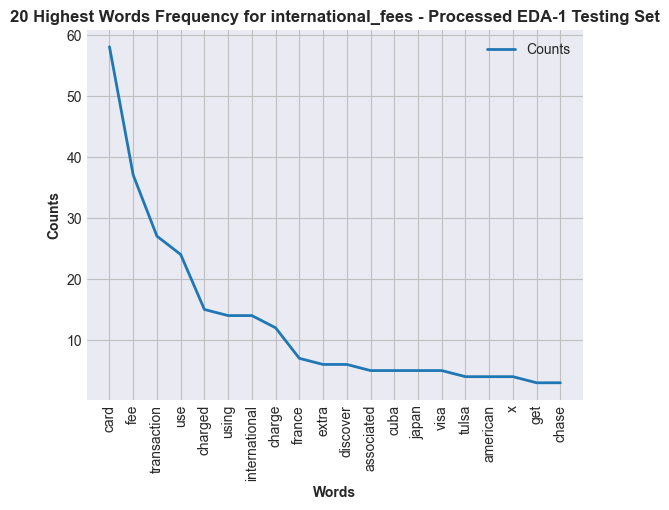 20 Highest Words Frequency for international_fees - Processed EDA-1 Testing Set
Counts
60
50
40
30
20
10
Counts
card
fee
transaction
use
charged
using
international
charge
france
extra
discover
associated
cuba
japan
visa
tulsa
american
x
get
chase
Words